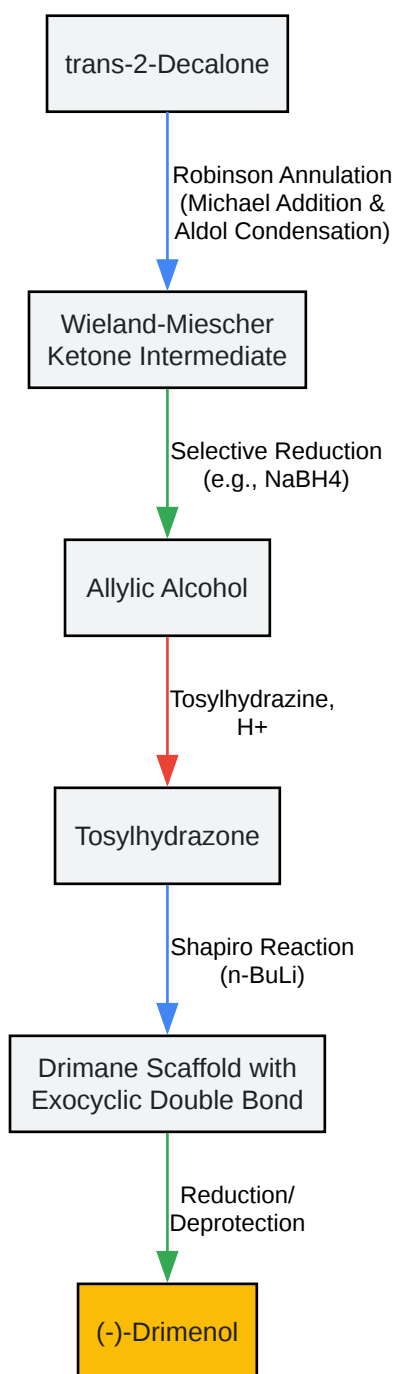 trans-2-Decalone
Robinson Annulation
(Michael Addition &
Aldol Condensation)
Wieland-Miescher
Ketone Intermediate
Selective Reduction
(e.g., NaBH4)
Allylic Alcohol
Tosylhydrazine,
H+
Tosylhydrazone
Shapiro Reaction
(n-BuLi)
Drimane Scaffold with
Exocyclic Double Bond
Reduction/
Deprotection
(-)-Drimenol